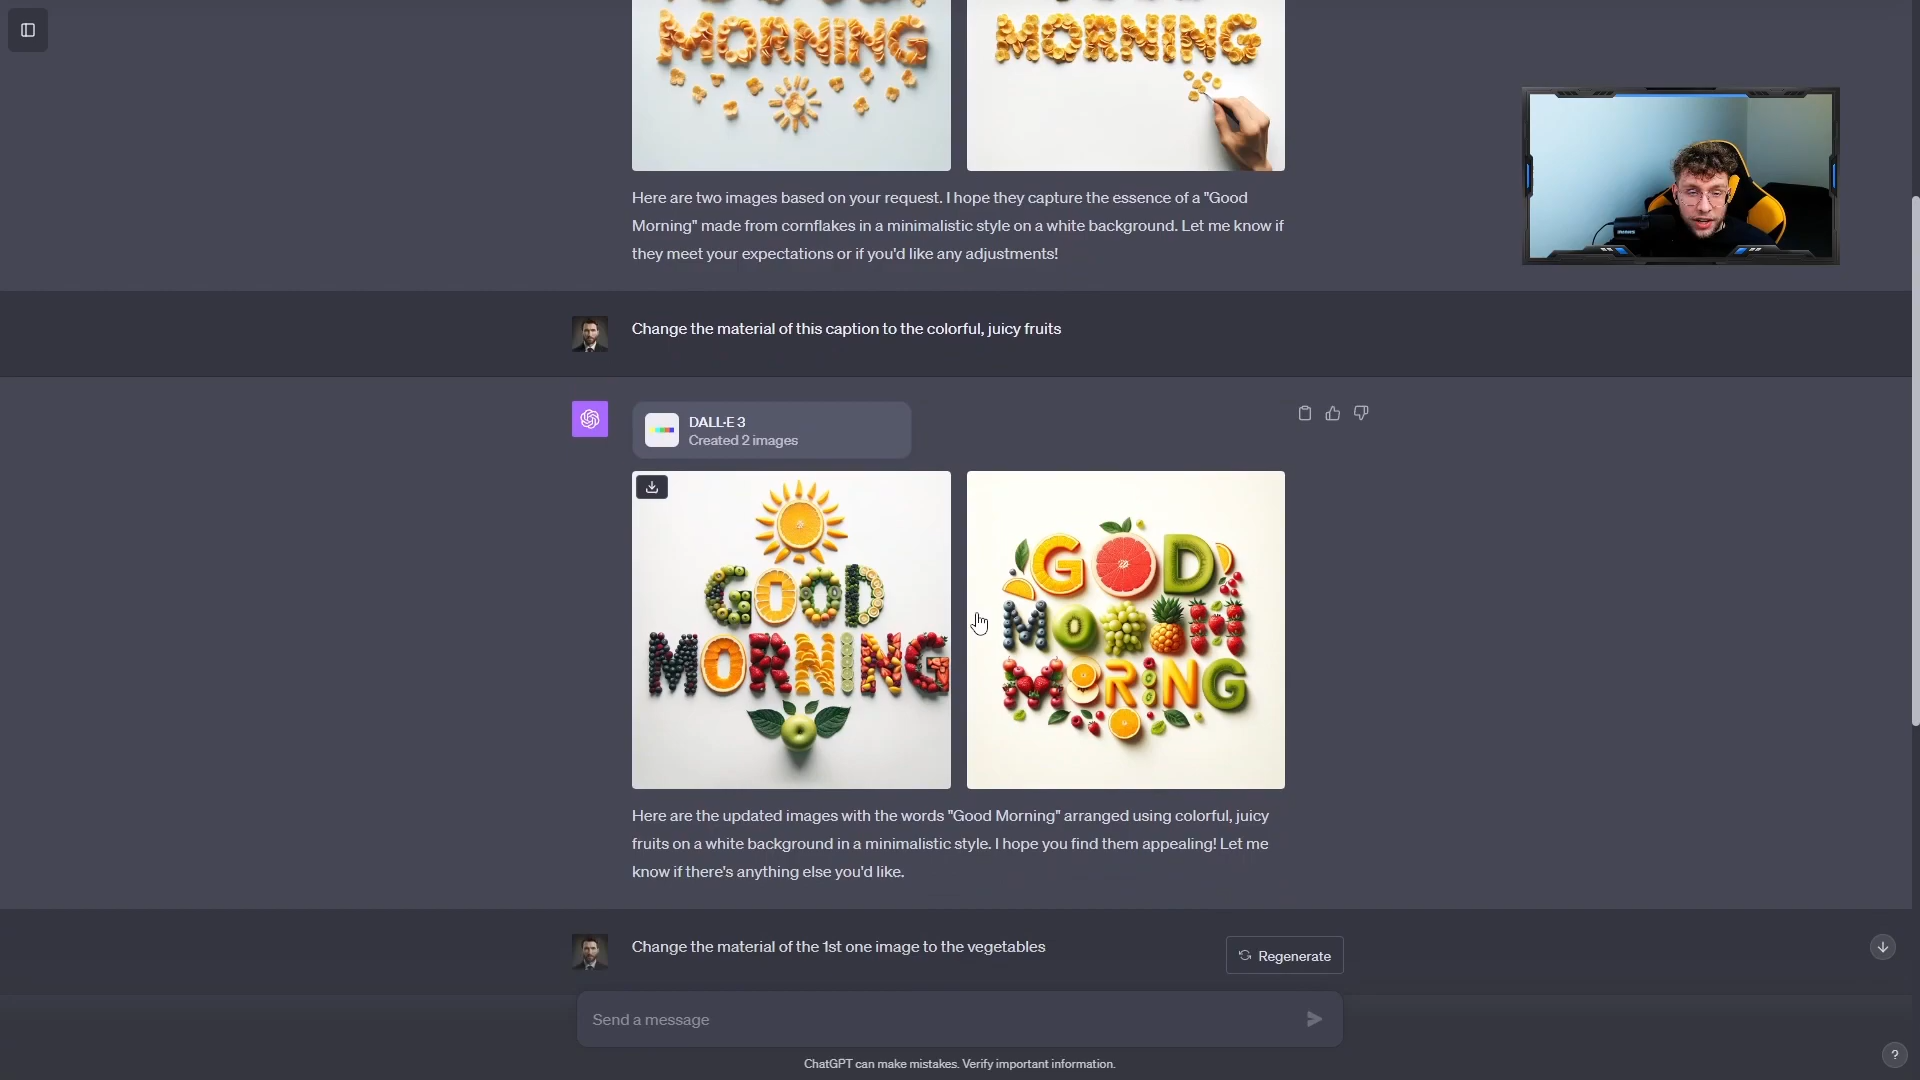 MORNING
MORNING
Here are two images based on your request. I hope they capture the essence of a "Good
Morning" made from cornflakes in a minimalistic style on a white background. Let me know if
they meet your expectations or if you'd like any adjustments!
Change the material of this caption to the colorful, juicy fruits
DALL·E 3
Created 2 images
GOOD
MORNING
GOD
MORING
Here are the updated images with the words "Good Morning" arranged using colorful, juicy
fruits on a white background in a minimalistic style. I hope you find them appealing! Let me
know if there's anything else you'd like.
Change the material of the 1st one image to the vegetables
Regenerate
Send a message
ChatGPT can make mistakes. Verify important information.
?